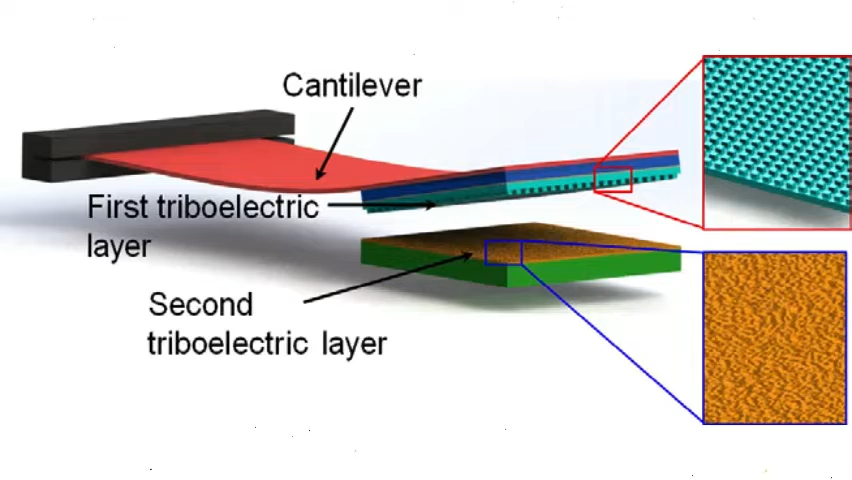 Cantilever
First triboelectric
layer
Second
triboelectric layer